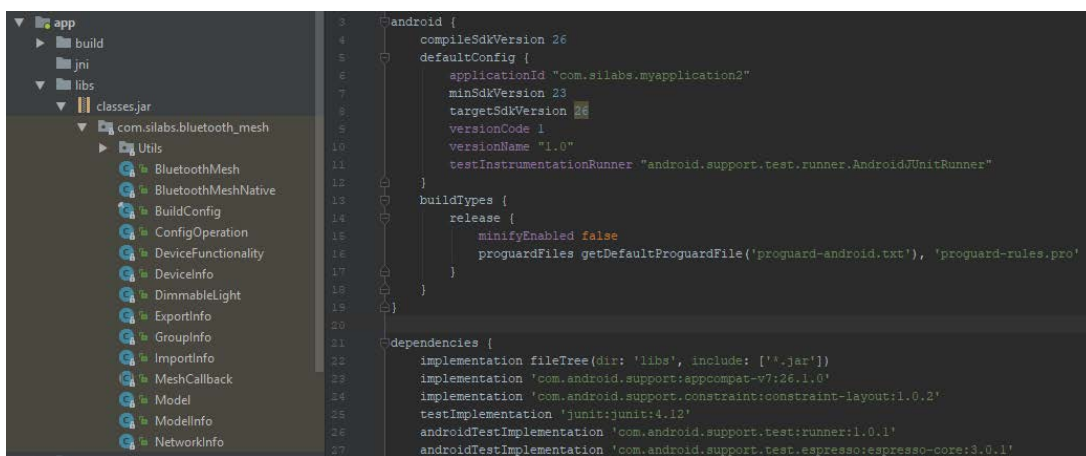 app
build
jni
libs
classes.jar
com.silabs.bluetooth_mesh
Utils
BluetoothMesh
BluetoothMeshNative
BuildConfig
ConfigOperation
DeviceFunctionality
DeviceInfo
DimmableLight
ExportInfo
GroupInfo
ImportInfo
MeshCallback
Model
ModelInfo
NetworkInfo
3 android {
4 compileSdkVersion 26
5 defaultConfig {
6 applicationId "com.silabs.myapplication2"
7 minSdkVersion 23
8 targetSdkVersion 26
9 versionCode 1
10 versionName "1.0"
11 testInstrumentationRunner "android.support.test.runner.AndroidJUnitRunner"
12 }
13 buildTypes {
14 release {
15 minifyEnabled false
16 proguardFiles getDefaultProguardFile('proguard-android.txt'), 'proguard-rules.pro'
17 }
18 }
19 }
20
21 dependencies {
22 implementation fileTree(dir: 'libs', include: ['*.jar'])
23 implementation 'com.android.support:appcompat-v7:26.1.0'
24 implementation 'com.android.support.constraint:constraint-layout:1.0.2'
25 testImplementation 'junit:junit:4.12'
26 androidTestImplementation 'com.android.support.test:runner:1.0.1'
27 androidTestImplementation 'com.android.support.test.espresso:espresso-core:3.0.1'